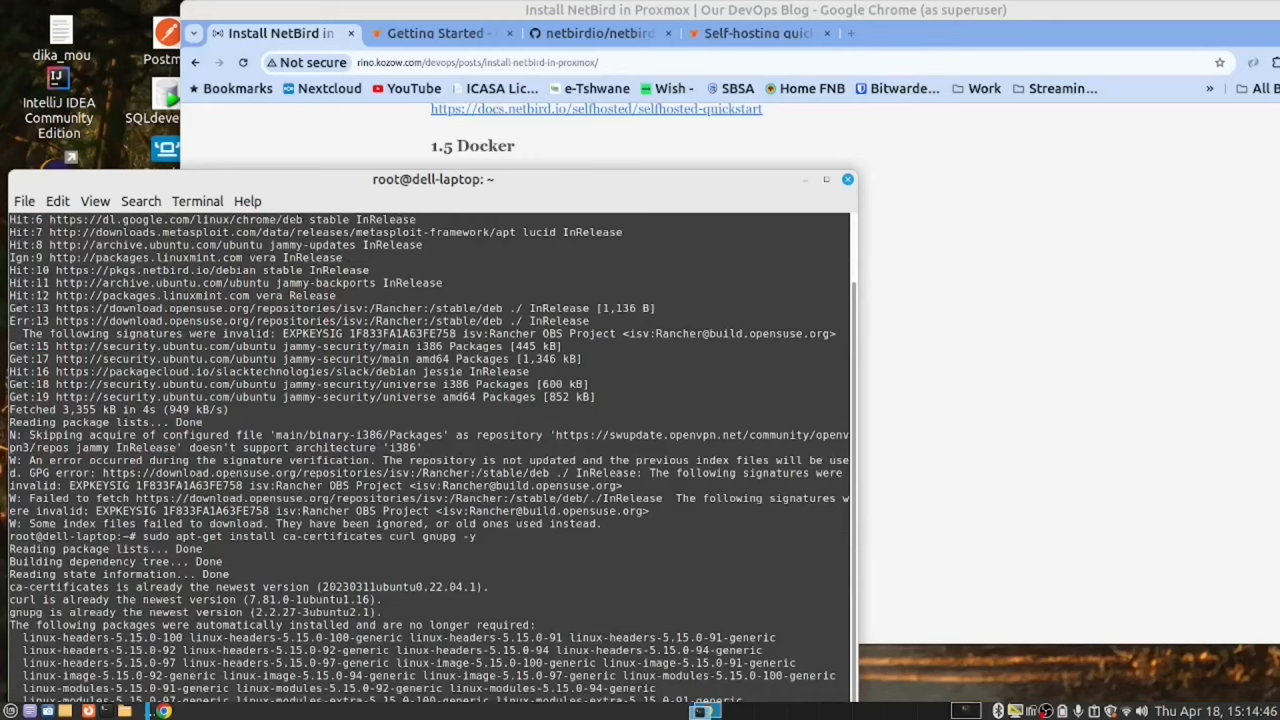 Install NetBird in Proxmox | Our DevOps Blog - Google Chrome (as superuser)
Install NetBird in
Getting Started -
netbirdio/netbird
Self-hosting quick
Not secure
rino.kozow.com/devops/posts/install-netbird-in-proxmox/
Bookmarks
Nextcloud
YouTube
ICASA Lic...
e-Tshwane
Wish -
SBSA
Home FNB
Bitwarde...
Work
Streamin...
»
All B
dika_mou
Postm
IntelliJ IDEA
Community
Edition
SQLdeve
https://docs.netbird.io/selfhosted/selfhosted-quickstart
1.5 Docker
root@dell-laptop: ~
File Edit View Search Terminal Help
Hit:6 https://dl.google.com/linux/chrome/deb stable InRelease
Hit:7 http://downloads.metasploit.com/data/releases/metasploit-framework/apt lucid InRelease
Hit:8 http://archive.ubuntu.com/ubuntu jammy-updates InRelease
Ign:9 http://packages.linuxmint.com vera InRelease
Hit:10 https://pkgs.netbird.io/debian stable InRelease
Hit:11 http://archive.ubuntu.com/ubuntu jammy-backports InRelease
Hit:12 http://packages.linuxmint.com vera Release
Get:13 https://download.opensuse.org/repositories/isv:/Rancher:/stable/deb ./ InRelease [1,136 B]
Err:13 https://download.opensuse.org/repositories/isv:/Rancher:/stable/deb ./ InRelease
The following signatures were invalid: EXPKEYSIG 1F833FA1A63FE758 isv:Rancher OBS Project <isv:Rancher@build.opensuse.org>
Get:15 http://security.ubuntu.com/ubuntu jammy-security/main i386 Packages [445 kB]
Get:17 http://security.ubuntu.com/ubuntu jammy-security/main amd64 Packages [1,346 kB]
Hit:16 https://packagecloud.io/slacktechnologies/slack/debian jessie InRelease
Get:18 http://security.ubuntu.com/ubuntu jammy-security/universe i386 Packages [600 kB]
Get:19 http://security.ubuntu.com/ubuntu jammy-security/universe amd64 Packages [852 kB]
Fetched 3,355 kB in 4s (949 kB/s)
Reading package lists... Done
N: Skipping acquire of configured file 'main/binary-i386/Packages' as repository 'https://swupdate.openvpn.net/community/openv
pn3/repos jammy InRelease' doesn't support architecture 'i386'
W: An error occurred during the signature verification. The repository is not updated and the previous index files will be use
d. GPG error: https://download.opensuse.org/repositories/isv:/Rancher:/stable/deb ./ InRelease: The following signatures were
invalid: EXPKEYSIG 1F833FA1A63FE758 isv:Rancher OBS Project <isv:Rancher@build.opensuse.org>
W: Failed to fetch https://download.opensuse.org/repositories/isv:/Rancher:/stable/deb/./InRelease  The following signatures w
ere invalid: EXPKEYSIG 1F833FA1A63FE758 isv:Rancher OBS Project <isv:Rancher@build.opensuse.org>
W: Some index files failed to download. They have been ignored, or old ones used instead.
root@dell-laptop:~# sudo apt-get install ca-certificates curl gnupg -y
Reading package lists... Done
Building dependency tree... Done
Reading state information... Done
ca-certificates is already the newest version (20230311ubuntu0.22.04.1).
curl is already the newest version (7.81.0-1ubuntu1.16).
gnupg is already the newest version (2.2.27-3ubuntu2.1).
The following packages were automatically installed and are no longer required:
linux-headers-5.15.0-100 linux-headers-5.15.0-100-generic linux-headers-5.15.0-91 linux-headers-5.15.0-91-generic
linux-headers-5.15.0-92 linux-headers-5.15.0-92-generic linux-headers-5.15.0-94 linux-headers-5.15.0-94-generic
linux-headers-5.15.0-97 linux-headers-5.15.0-97-generic linux-image-5.15.0-100-generic linux-image-5.15.0-91-generic
linux-image-5.15.0-92-generic linux-image-5.15.0-94-generic linux-image-5.15.0-97-generic linux-modules-5.15.0-100-generic
linux-modules-5.15.0-91-generic linux-modules-5.15.0-92-generic linux-modules-5.15.0-94-generic
linux-modules-5.15.0-97-generic linux-modules-extra-5.15.0-100-generic linux-modules-extra-5.15.0-91-generic
Thu Apr 18, 15:14:46